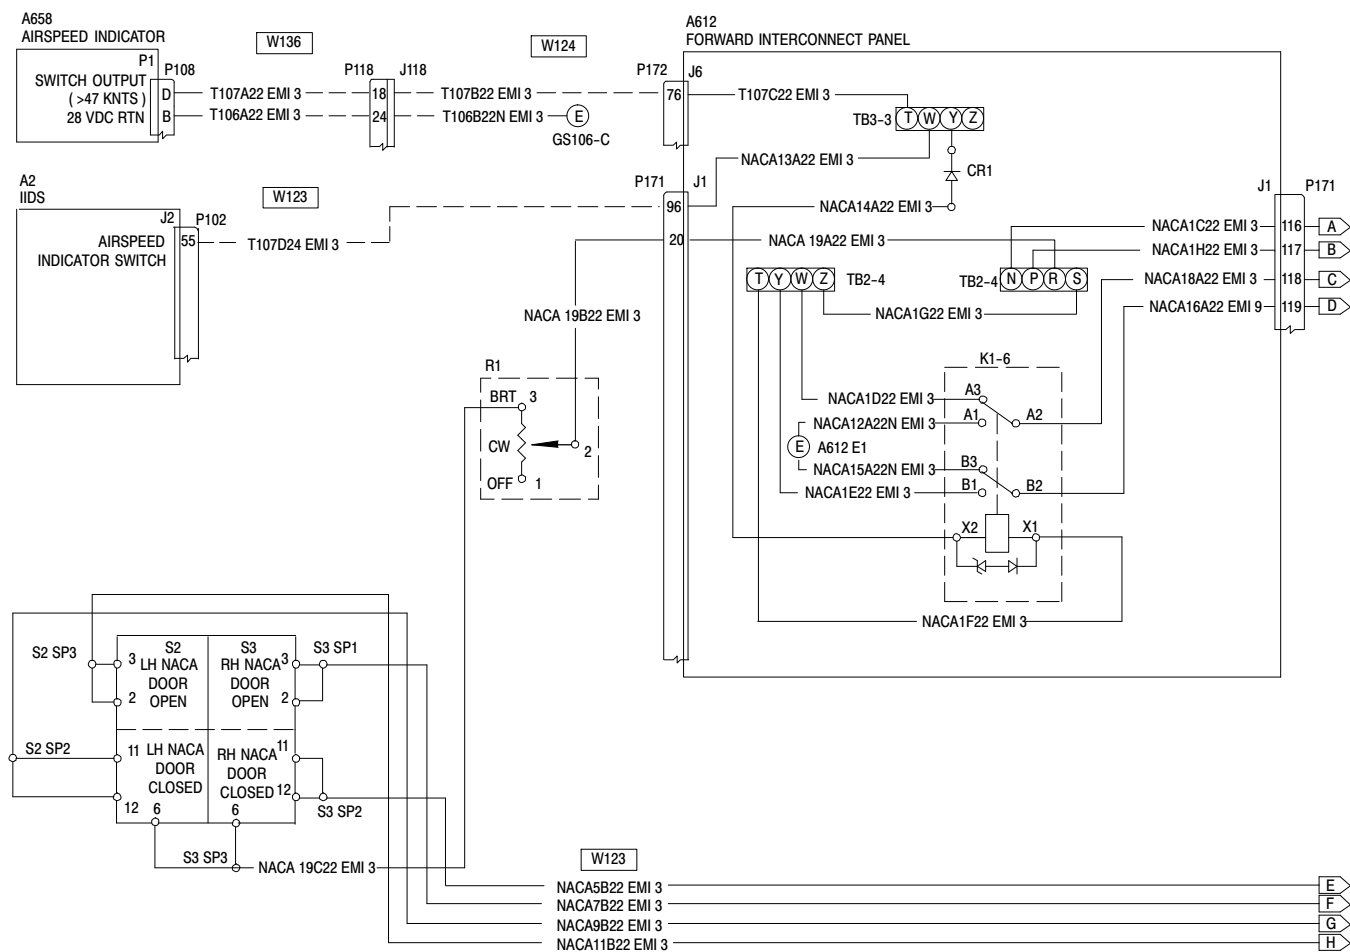 A658
AIRSPEED INDICATOR
W136
W124
A612
FORWARD INTERCONNECT PANEL
P1
P108
SWITCH OUTPUT
( >47 KNTS )
28 VDC RTN
D
B
T107A22 EMI 3
T106A22 EMI 3
P118
J118
18
24
T107B22 EMI 3
T106B22N EMI 3
E
GS106-C
P172
J6
76
T107C22 EMI 3
TB3-3
T W Y Z
NACA13A22 EMI 3
CR1
NACA14A22 EMI 3
A2
IIDS
W123
J2
P102
55
AIRSPEED
INDICATOR SWITCH
T107D24 EMI 3
P171
J1
96
20
NACA 19A22 EMI 3
J1
P171
NACA1C22 EMI 3
116
A
NACA1H22 EMI 3
117
B
NACA18A22 EMI 3
118
C
NACA16A22 EMI 9
119
D
T Y W Z
TB2-4
TB2-4
N P R S
NACA1G22 EMI 3
NACA 19B22 EMI 3
R1
BRT
3
CW
2
OFF
1
K1-6
NACA1D22 EMI 3
A3
NACA12A22N EMI 3
A1
A2
E
A612 E1
NACA15A22N EMI 3
B3
NACA1E22 EMI 3
B1
B2
X2
X1
NACA1F22 EMI 3
S2 SP3
3
S2
LH NACA
DOOR
OPEN
2
S3
RH NACA
DOOR
OPEN
3
2
S3 SP1
S2 SP2
11
LH NACA
DOOR
CLOSED
12
6
RH NACA
DOOR
CLOSED
11
12
6
S3 SP2
S3 SP3
NACA 19C22 EMI 3
W123
NACA5B22 EMI 3
E
NACA7B22 EMI 3
F
NACA9B22 EMI 3
G
NACA11B22 EMI 3
H